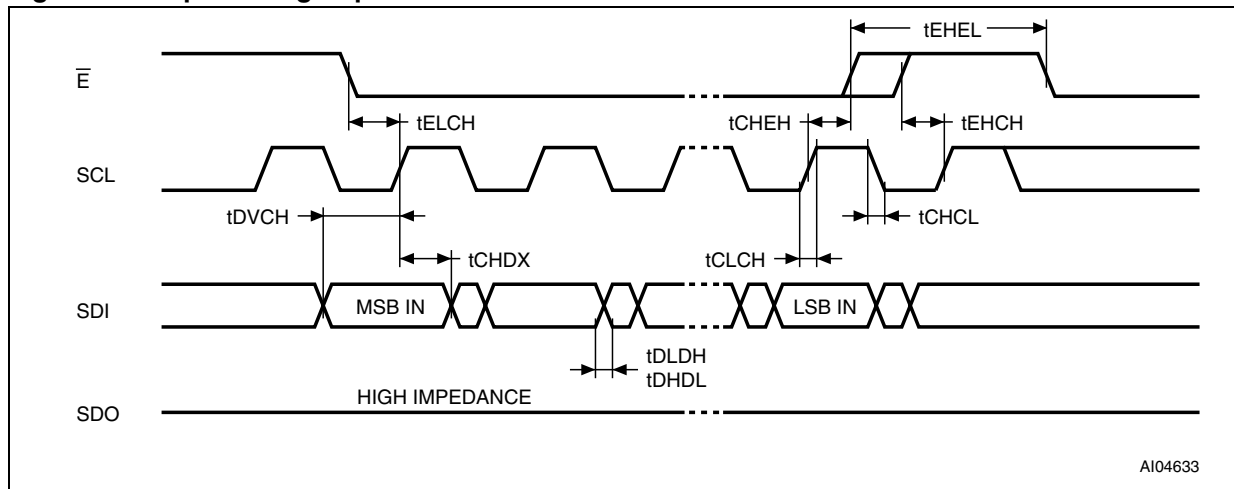 tEHEL
E
tELCH
tCHEH
tEHCH
SCL
tDVCH
tCHCL
tCHDX
tCLCH
SDI
MSB IN
LSB IN
tDLDH
tDHDL
HIGH IMPEDANCE
SDO
AI04633